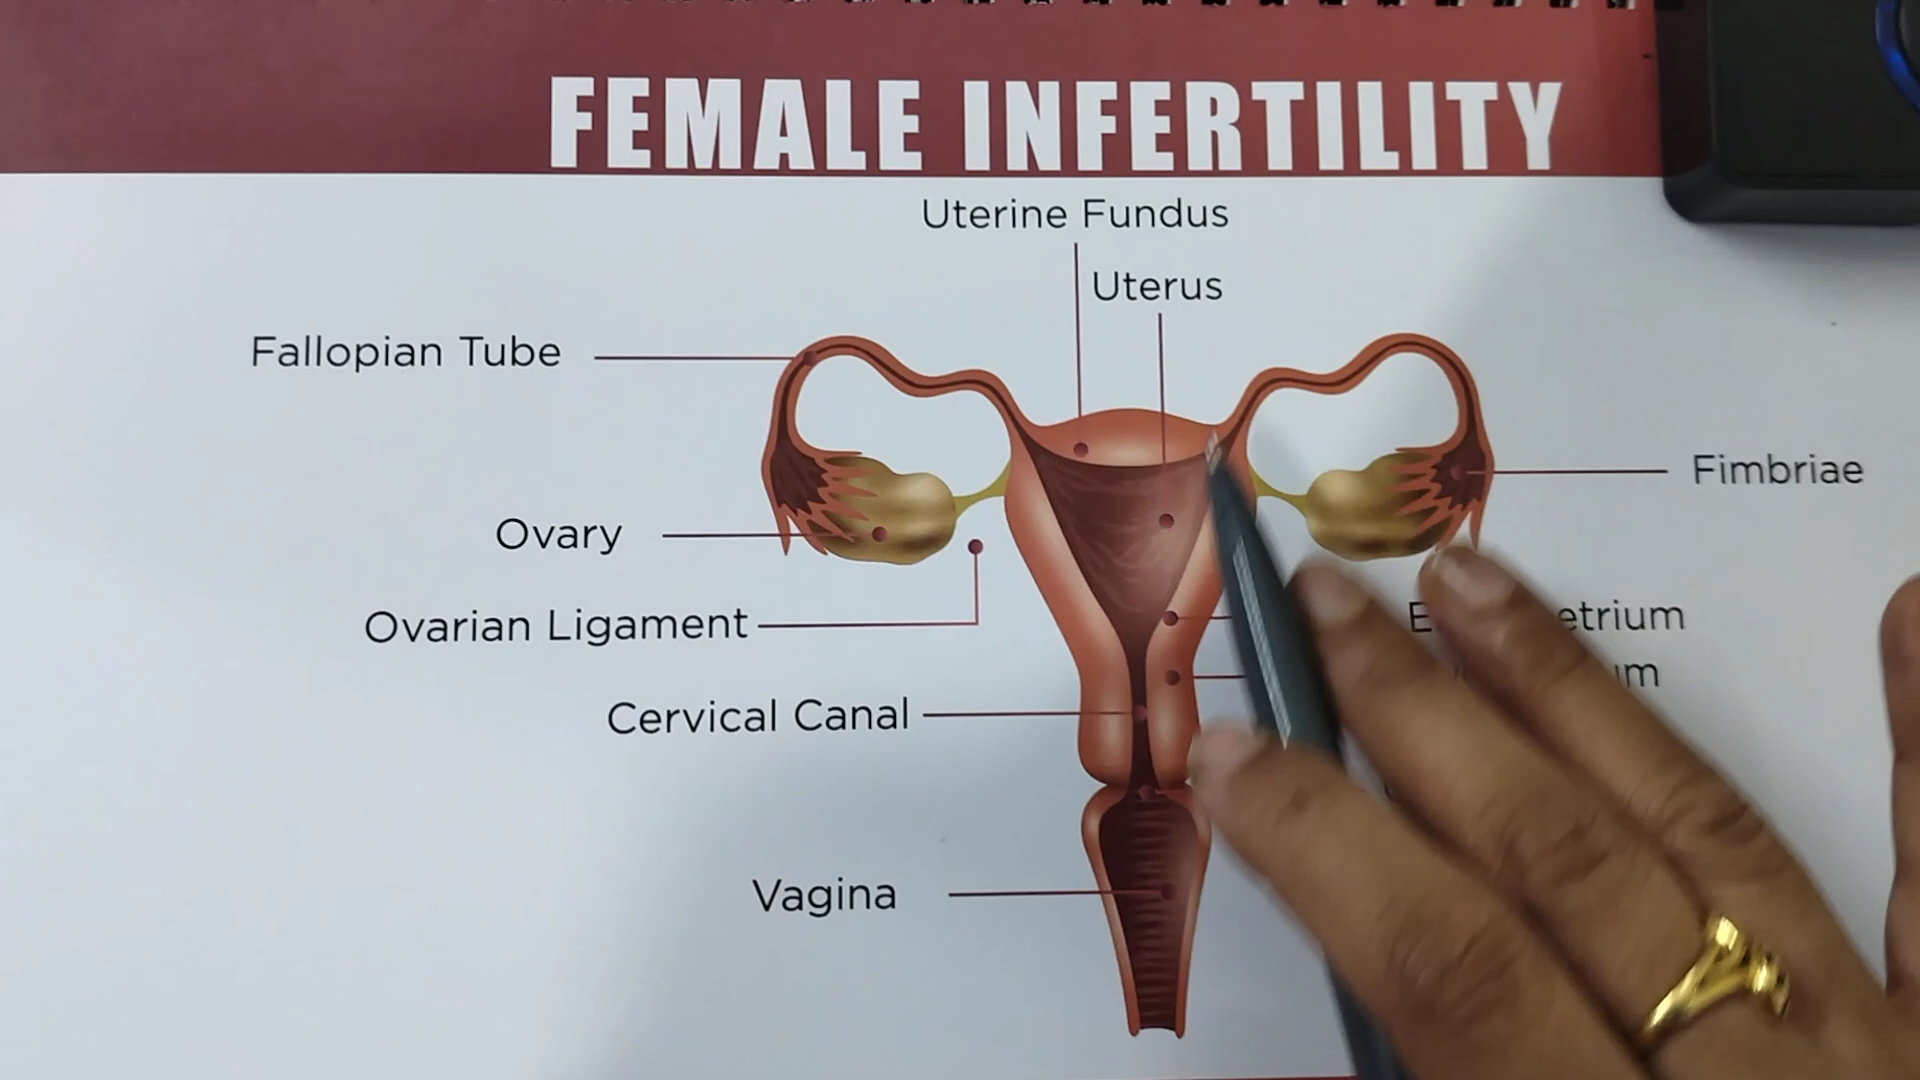 FEMALE INFERTILITY
Uterine Fundus
Uterus
Fallopian Tube
Fimbriae
Ovary
Ovarian Ligament
Cervical Canal
Vagina